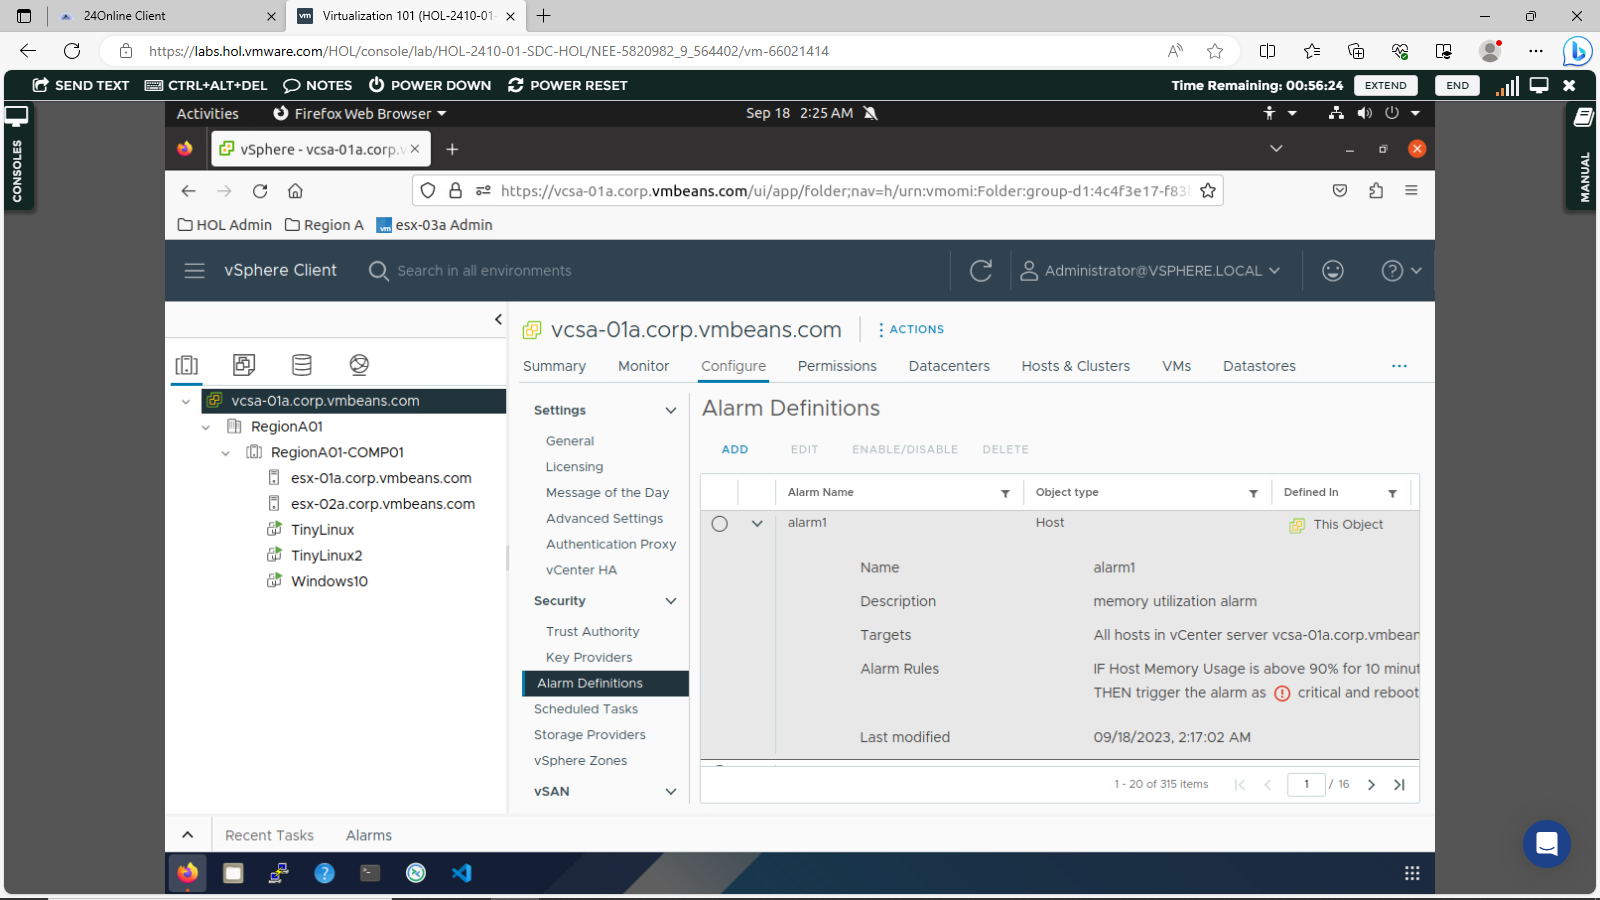 24Online Client
Virtualization 101 (HOL-2410-01-
https://labs.hol.vmware.com/HOL/console/lab/HOL-2410-01-SDC-HOL/NEE-5820982_9_564402/vm-66021414
SEND TEXT
CTRL+ALT+DEL
NOTES
POWER DOWN
POWER RESET
Time Remaining: 00:56:24
EXTEND
END
CONSOLES
MANUAL
Activities
Firefox Web Browser
Sep 18 2:25 AM
vSphere - vcsa-01a.corp.v
https://vcsa-01a.corp.vmbeans.com/ui/app/folder;nav=h/urn:vmomi:Folder:group-d1:4c4f3e17-f83
HOL Admin
Region A
vm
esx-03a Admin
vSphere Client
Search in all environments
Administrator@VSPHERE.LOCAL
vcsa-01a.corp.vmbeans.com
RegionA01
RegionA01-COMP01
esx-01a.corp.vmbeans.com
esx-02a.corp.vmbeans.com
TinyLinux
TinyLinux2
Windows10
vcsa-01a.corp.vmbeans.com
ACTIONS
Summary
Monitor
Configure
Permissions
Datacenters
Hosts & Clusters
VMs
Datastores
Settings
General
Licensing
Message of the Day
Advanced Settings
Authentication Proxy
vCenter HA
Security
Trust Authority
Key Providers
Alarm Definitions
Scheduled Tasks
Storage Providers
vSphere Zones
vSAN
Alarm Definitions
ADD
EDIT
ENABLE/DISABLE
DELETE
Alarm Name
Object type
Defined In
alarm1
Host
This Object
Name
alarm1
Description
memory utilization alarm
Targets
All hosts in vCenter server vcsa-01a.corp.vmbean
Alarm Rules
IF Host Memory Usage is above 90% for 10 minut
THEN trigger the alarm as critical and reboot
Last modified
09/18/2023, 2:17:02 AM
1 - 20 of 315 items
1
/ 16
Recent Tasks
Alarms